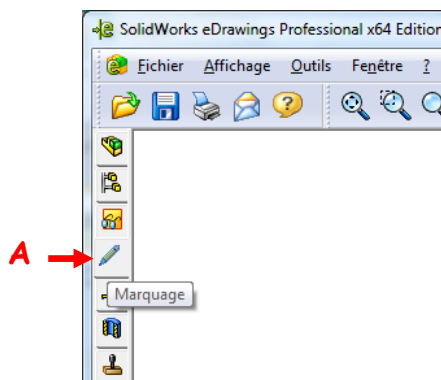 SolidWorks eDrawings Professional x64 Edition
Fichier Affichage Outils Fenêtre ?
A
Marquage